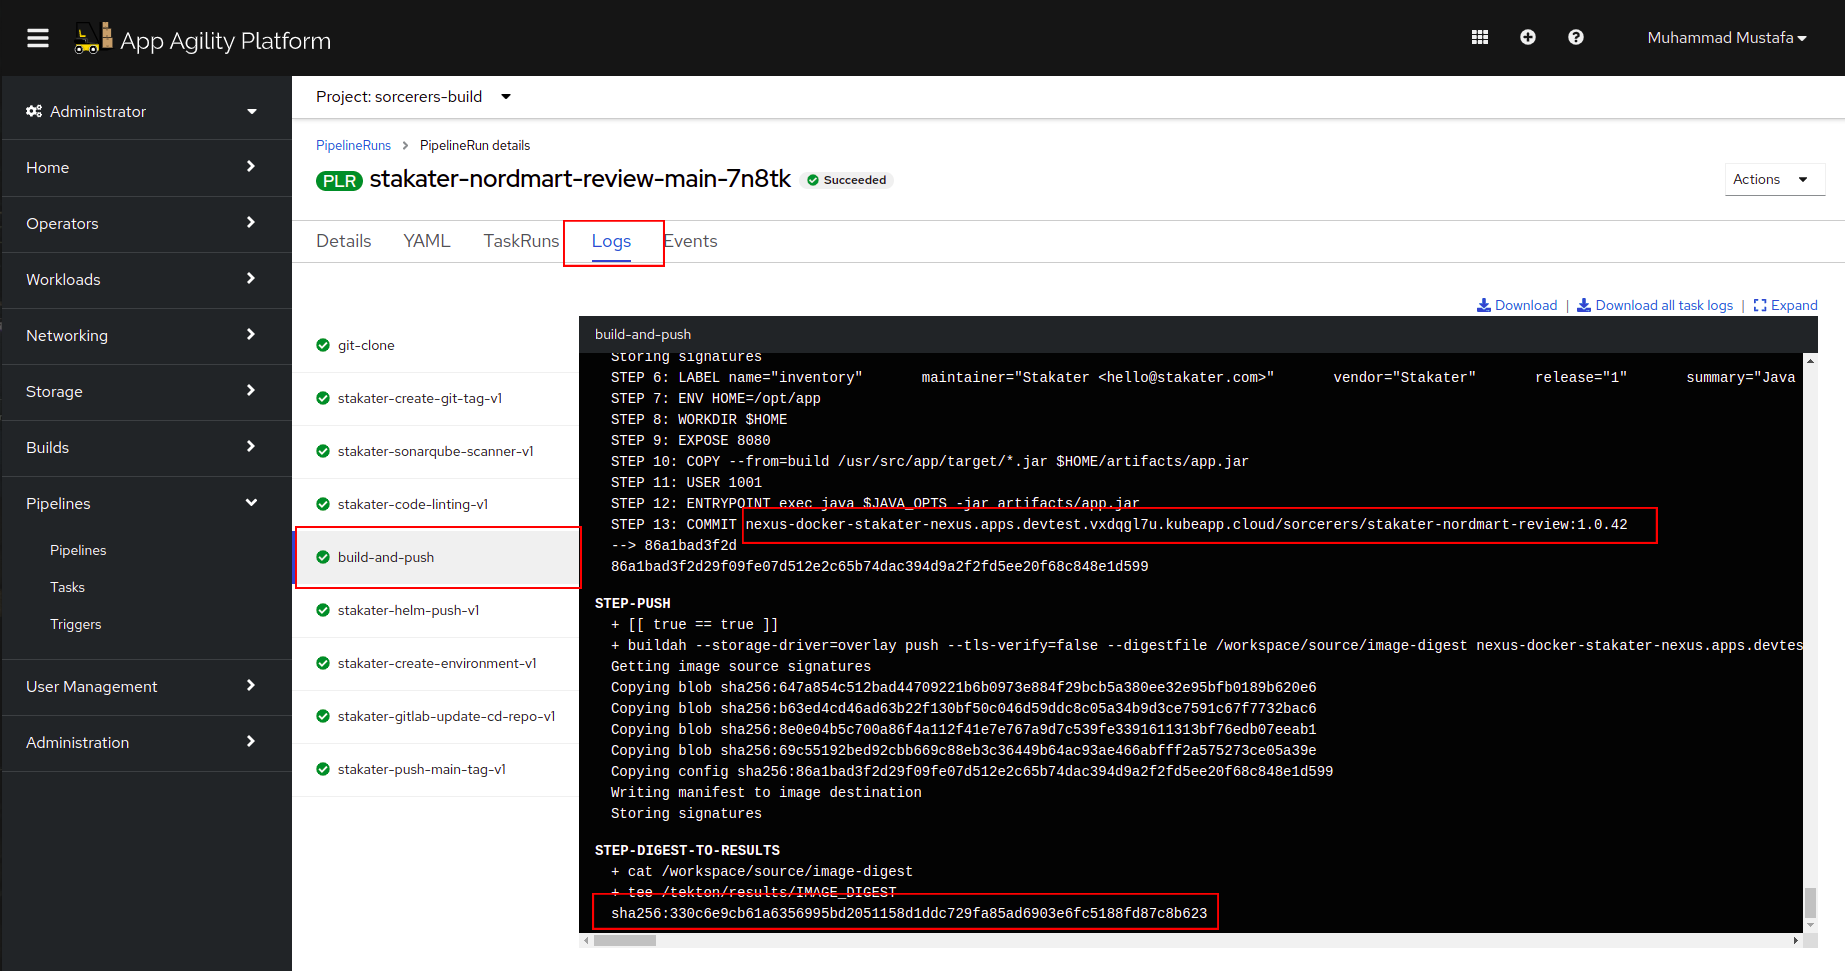 App Agility Platform
Muhammad Mustafa
Administrator
Home
Operators
Workloads
Networking
Storage
Builds
Pipelines
Pipelines
Tasks
Triggers
User Management
Administration
Project: sorcerers-build
PipelineRuns > PipelineRun details
PLR stakater-nordmart-review-main-7n8tk Succeeded
Actions
Details YAML TaskRuns Logs Events
Download | Download all task logs | Expand
git-clone
stakater-create-git-tag-v1
stakater-sonarqube-scanner-v1
stakater-code-linting-v1
build-and-push
stakater-helm-push-v1
stakater-create-environment-v1
stakater-gitlab-update-cd-repo-v1
stakater-push-main-tag-v1
build-and-push
Storing signatures
STEP 6: LABEL name="inventory" maintainer="Stakater <hello@stakater.com>" vendor="Stakater" release="1" summary="Java
STEP 7: ENV HOME=/opt/app
STEP 8: WORKDIR $HOME
STEP 9: EXPOSE 8080
STEP 10: COPY --from=build /usr/src/app/target/*.jar $HOME/artifacts/app.jar
STEP 11: USER 1001
STEP 12: ENTRYPOINT exec java $JAVA_OPTS -jar artifacts/app.jar
STEP 13: COMMIT nexus-docker-stakater-nexus.apps.devtest.vxdqgl7u.kubeapp.cloud/sorcerers/stakater-nordmart-review:1.0.42
--> 86a1bad3f2d
86a1bad3f2d29f09fe07d512e2c65b74dac394d9a2f2fd5ee20f68c848e1d599
STEP-PUSH
+ [[ true == true ]]
+ buildah --storage-driver=overlay push --tls-verify=false --digestfile /workspace/source/image-digest nexus-docker-stakater-nexus.apps.devtes
Getting image source signatures
Copying blob sha256:647a854c512bad44709221b6b0973e884f29bcb5a380ee32e95bfb0189b620e6
Copying blob sha256:b63ed4cd46ad63b22f130bf50c046d59ddc8c05a34b9d3ce7591c67f7732bac6
Copying blob sha256:8e0e04b5c700a86f4a112f41e7e767a9d7c539fe3391611313bf76edb07eeab1
Copying blob sha256:69c55192bed92cbb669c88eb3c36449b64ac93ae466abfff2a575273ce05a39e
Copying config sha256:86a1bad3f2d29f09fe07d512e2c65b74dac394d9a2f2fd5ee20f68c848e1d599
Writing manifest to image destination
Storing signatures
STEP-DIGEST-TO-RESULTS
+ cat /workspace/source/image-digest
+ tee /tekton/results/IMAGE_DIGEST
sha256:330c6e9cb61a6356995bd2051158d1ddc729fa85ad6903e6fc5188fd87c8b623